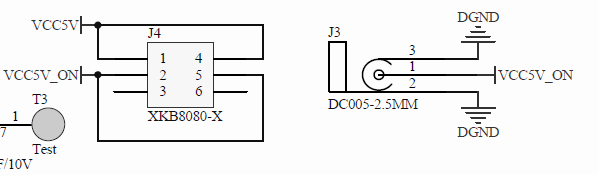 DGND
VCC5V
J4
J3
1 4
3
VCC5V_ON
2 5
1
VCC5V_ON
3 6
2
T3
XKB8080-X
DC005-2.5MM
1
7
DGND
Test
F/10V